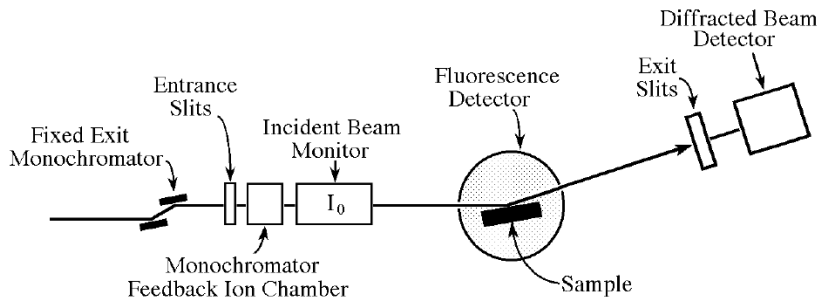 Diffracted Beam
Detector
Exit
Slits
Fluorescence
Detector
Entrance
Slits
Incident Beam
Monitor
Fixed Exit
Monochromator
I₀
Monochromator
Feedback Ion Chamber
Sample